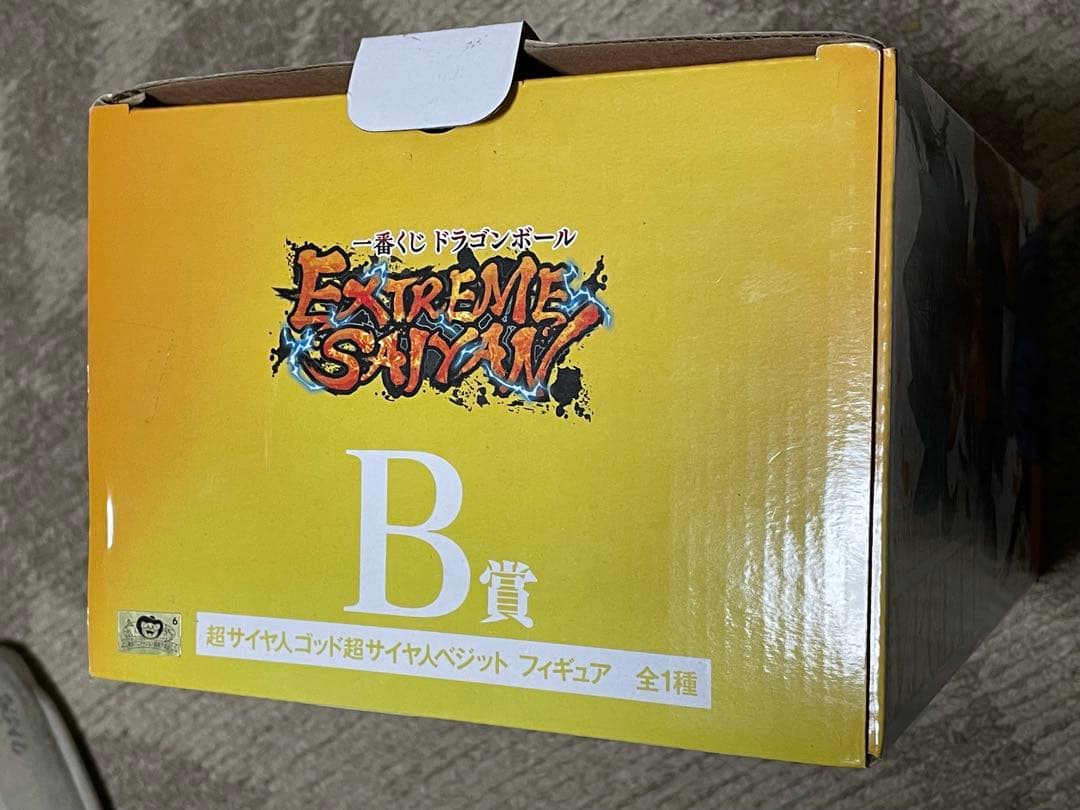 一番くじ ドラゴンボール
EXTREME
SAIYAN
B賞
6
超サイヤ人ゴッド超サイヤ人ベジット フィギュア 全1種